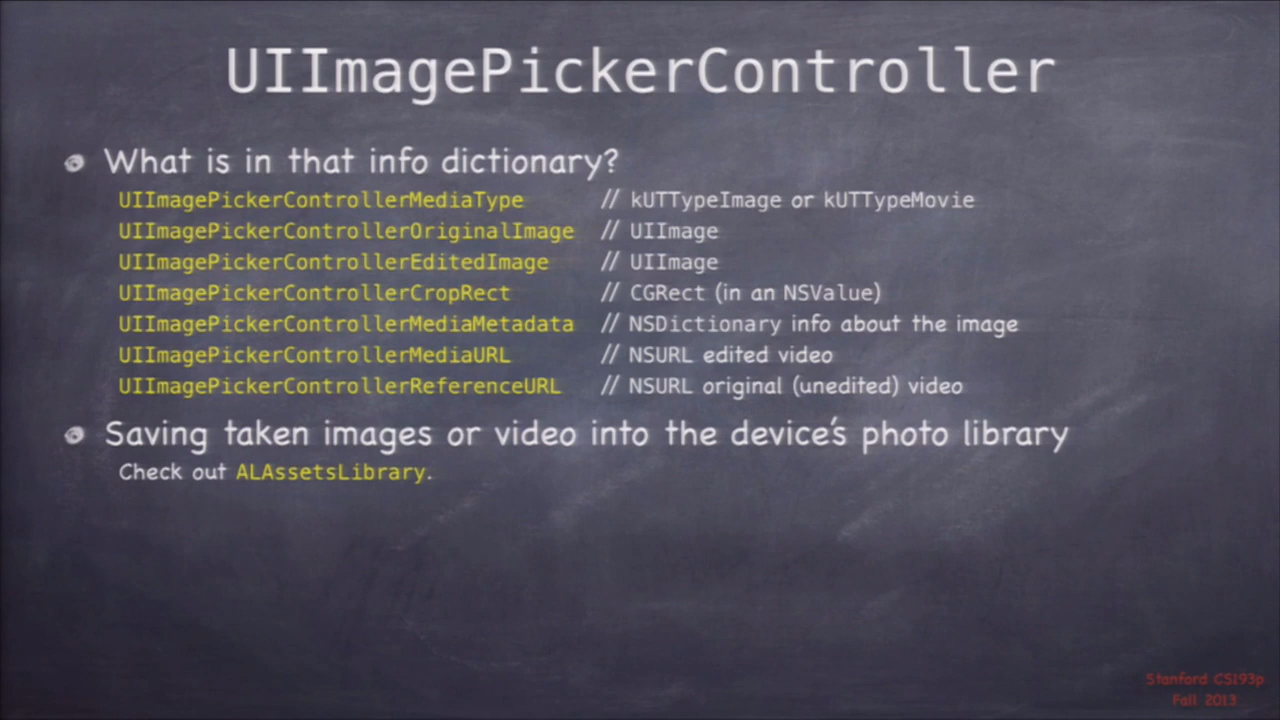 UIImagePickerController
What is in that info dictionary?
UIImagePickerControllerMediaType // kUTTypeImage or kUTTypeMovie
UIImagePickerControllerOriginalImage // UIImage
UIImagePickerControllerEditedImage // UIImage
UIImagePickerControllerCropRect // CGRect (in an NSValue)
UIImagePickerControllerMediaMetadata // NSDictionary info about the image
UIImagePickerControllerMediaURL // NSURL edited video
UIImagePickerControllerReferenceURL // NSURL original (unedited) video
Saving taken images or video into the device's photo library
Check out ALAssetsLibrary.
Stanford CS193p
Fall 2013